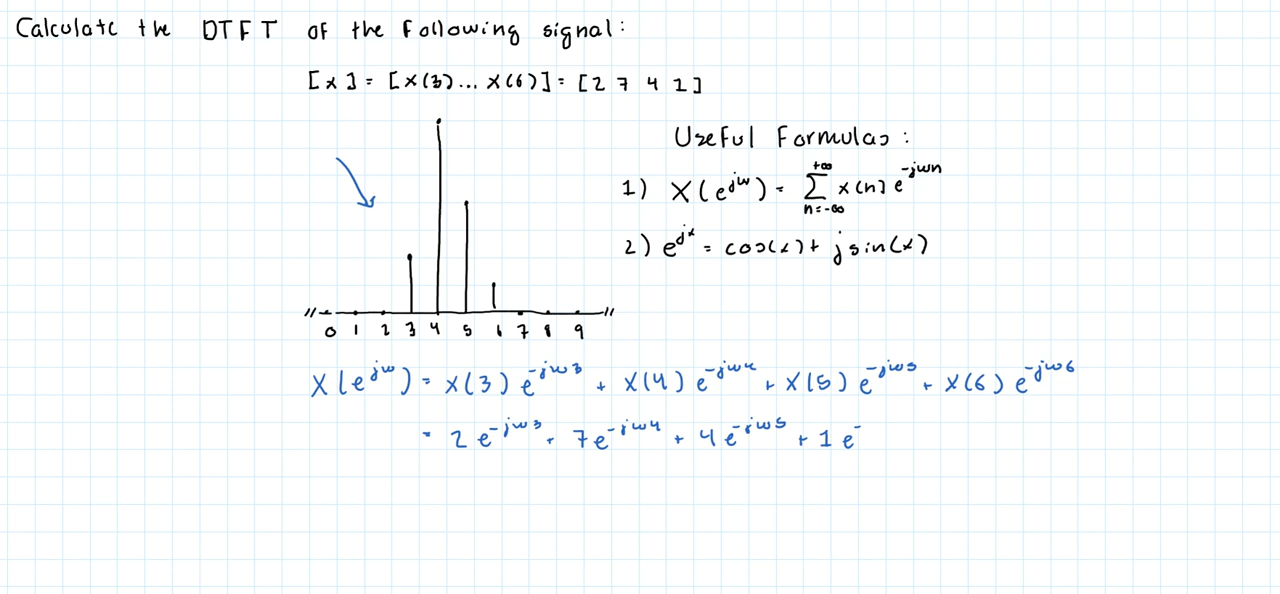 Calculate the DTFT of the following signal:
[x] = [x(3)... x(6)] = [2 7 4 1]
Useful Formulas:
1) X(e^jw) = Σ x(n) e^-jwn
+∞
n=-∞
2) e^jx = cos(x) + j sin(x)
0 1 2 3 4 5 6 7 8 9
X(e^jw) = x(3) e^-jw3 + x(4) e^-jw4 + x(5) e^-jw5 + x(6) e^-jw6
= 2 e^-jw3 + 7e^-jw4 + 4 e^-jw5 + 1 e^-